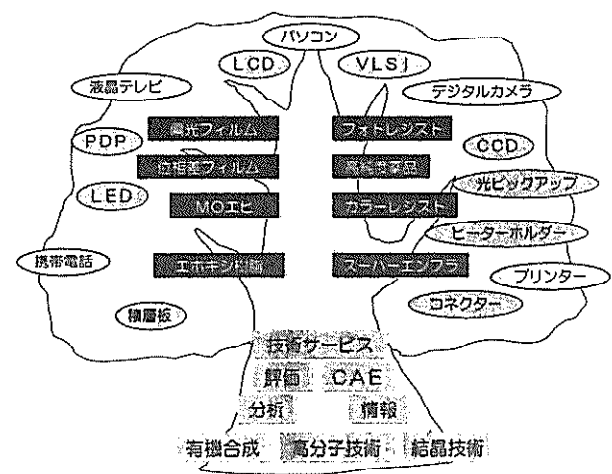 パソコン
LCD
VLSI
液晶テレビ
デジタルカメラ
偏光フィルム
フォトレジスト
PDP
CCD
位相差フィルム
光ピックアップ
LED
MOエピ
カラーレジスト
ヒーターホルダー
携帯電話
エポキシ樹脂
スーパーエンプラ
プリンター
積層板
コネクター
技術サービス
評価 CAE
分析 情報
有機合成 高分子技術 結晶技術